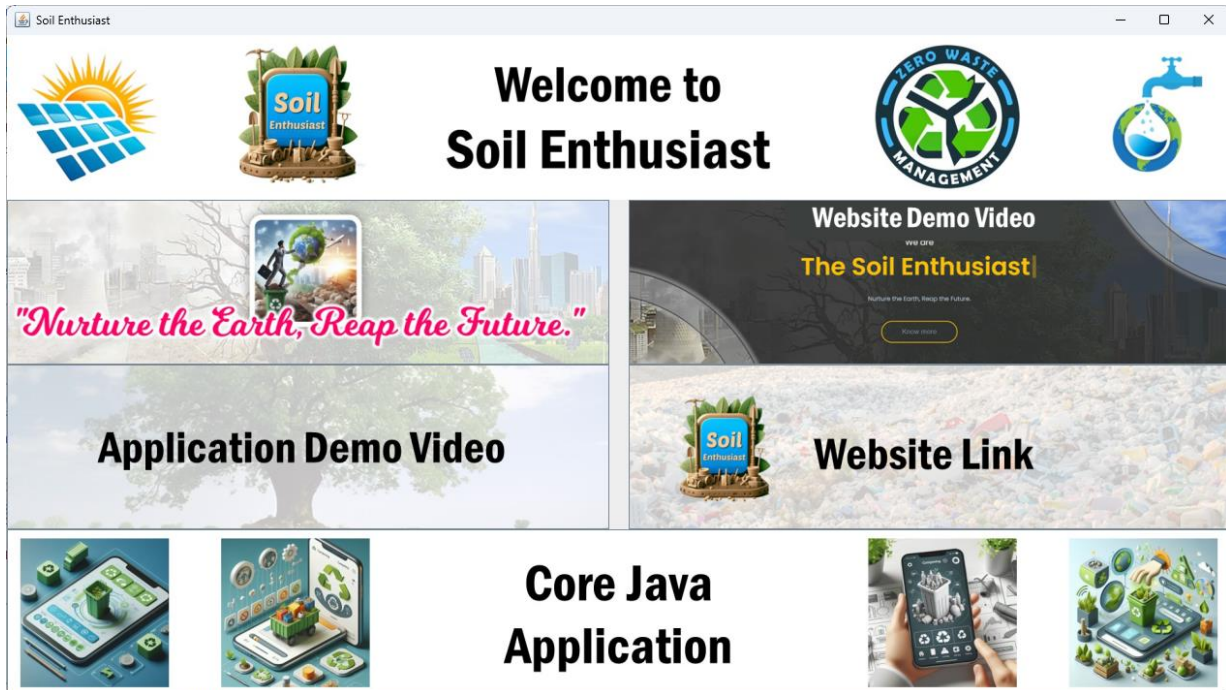 Soil Enthusiast
Soil
Enthusiast
Welcome to
Soil Enthusiast
ZERO WASTE
MANAGEMENT
"Nurture the Earth, Reap the Future."
Website Demo Video
We are
The Soil Enthusiast|
Nurture the Earth, Reap the Future.
Know more
Application Demo Video
Soil
Enthusiast
Website Link
Core Java
Application